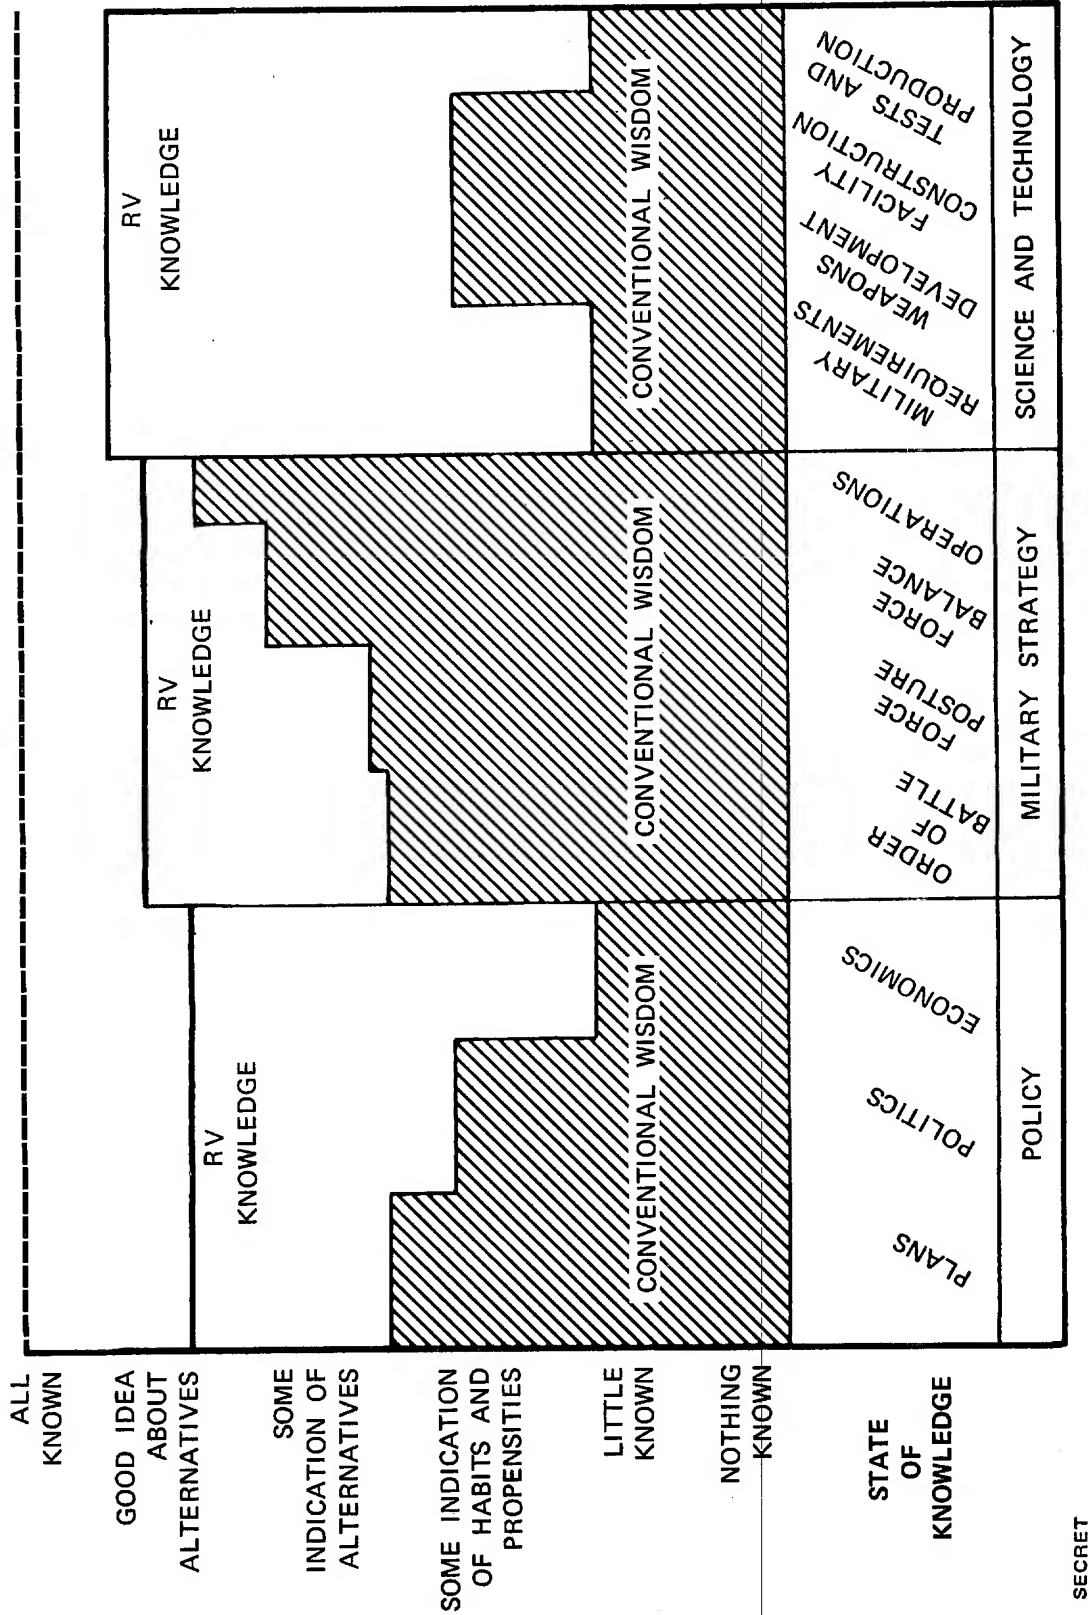 ALL
KNOWN
GOOD IDEA
ABOUT
ALTERNATIVES
SOME
INDICATION OF
ALTERNATIVES
SOME INDICATION
OF HABITS AND
PROPENSITIES
LITTLE
KNOWN
NOTHING
KNOWN
RV
KNOWLEDGE
RV
KNOWLEDGE
RV
KNOWLEDGE
CONVENTIONAL WISDOM
CONVENTIONAL WISDOM
CONVENTIONAL WISDOM
STATE
OF
KNOWLEDGE
PLANS
POLITICS
ECONOMICS
ORDER
OF
BATTLE
FORCE
POSTURE
FORCE
BALANCE
OPERATIONS
MILITARY
REQUIREMENTS
WEAPONS
DEVELOPMENT
FACILITY
CONSTRUCTION
TESTS AND
PRODUCTION
POLICY
MILITARY STRATEGY
SCIENCE AND TECHNOLOGY
SECRET